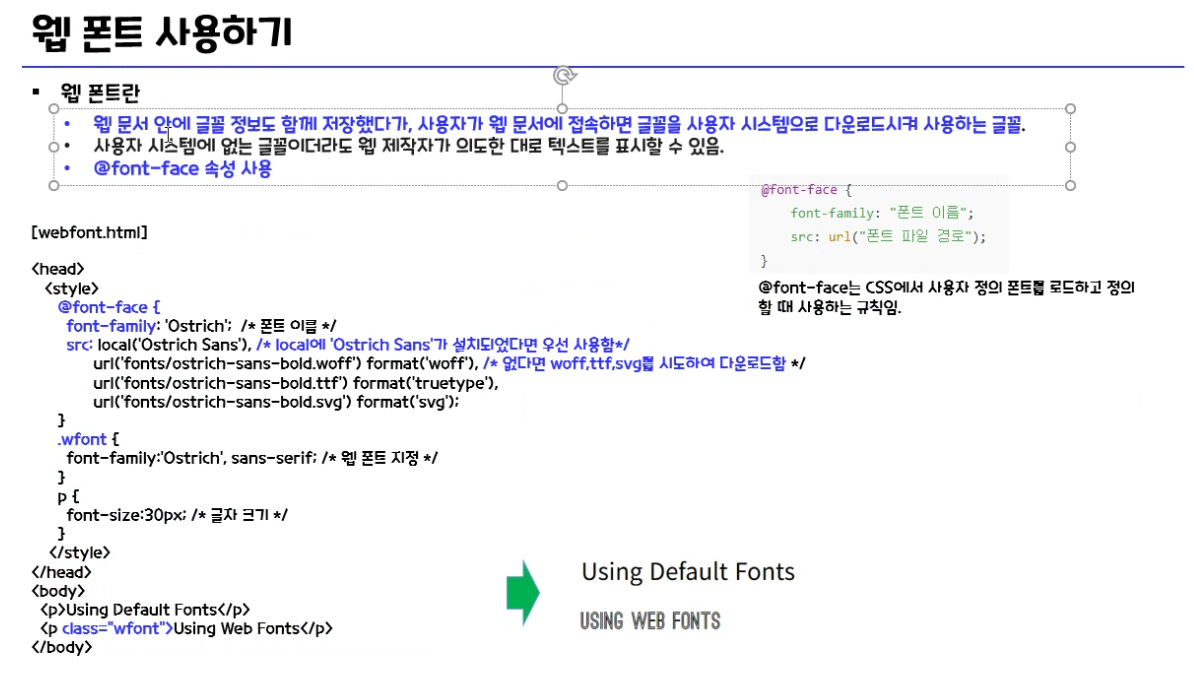 웹 폰트 사용하기
▪ 웹 폰트란
• 웹 문서 안에 글꼴 정보도 함께 저장했다가, 사용자가 웹 문서에 접속하면 글꼴을 사용자 시스템으로 다운로드시켜 사용하는 글꼴.
• 사용자 시스템에 없는 글꼴이더라도 웹 제작자가 의도한 대로 텍스트를 표시할 수 있음.
• @font-face 속성 사용
@font-face {
font-family: "폰트 이름";
src: url("폰트 파일 경로");
}
@font-face는 CSS에서 사용자 정의 폰트를 로드하고 정의
할 때 사용하는 규칙임.
[webfont.html]
<head>
<style>
@font-face {
font-family: 'Ostrich'; /* 폰트 이름 */
src: local('Ostrich Sans'), /* local에 'Ostrich Sans'가 설치되었다면 우선 사용함*/
url('fonts/ostrich-sans-bold.woff') format('woff'), /* 없다면 woff,ttf,svg를 시도하여 다운로드함 */
url('fonts/ostrich-sans-bold.ttf') format('truetype'),
url('fonts/ostrich-sans-bold.svg') format('svg');
}
.wfont {
font-family:'Ostrich', sans-serif; /* 웹 폰트 지정 */
}
p {
font-size:30px; /* 글자 크기 */
}
</style>
</head>
<body>
<p>Using Default Fonts</p>
<p class="wfont">Using Web Fonts</p>
</body>
Using Default Fonts
USING WEB FONTS